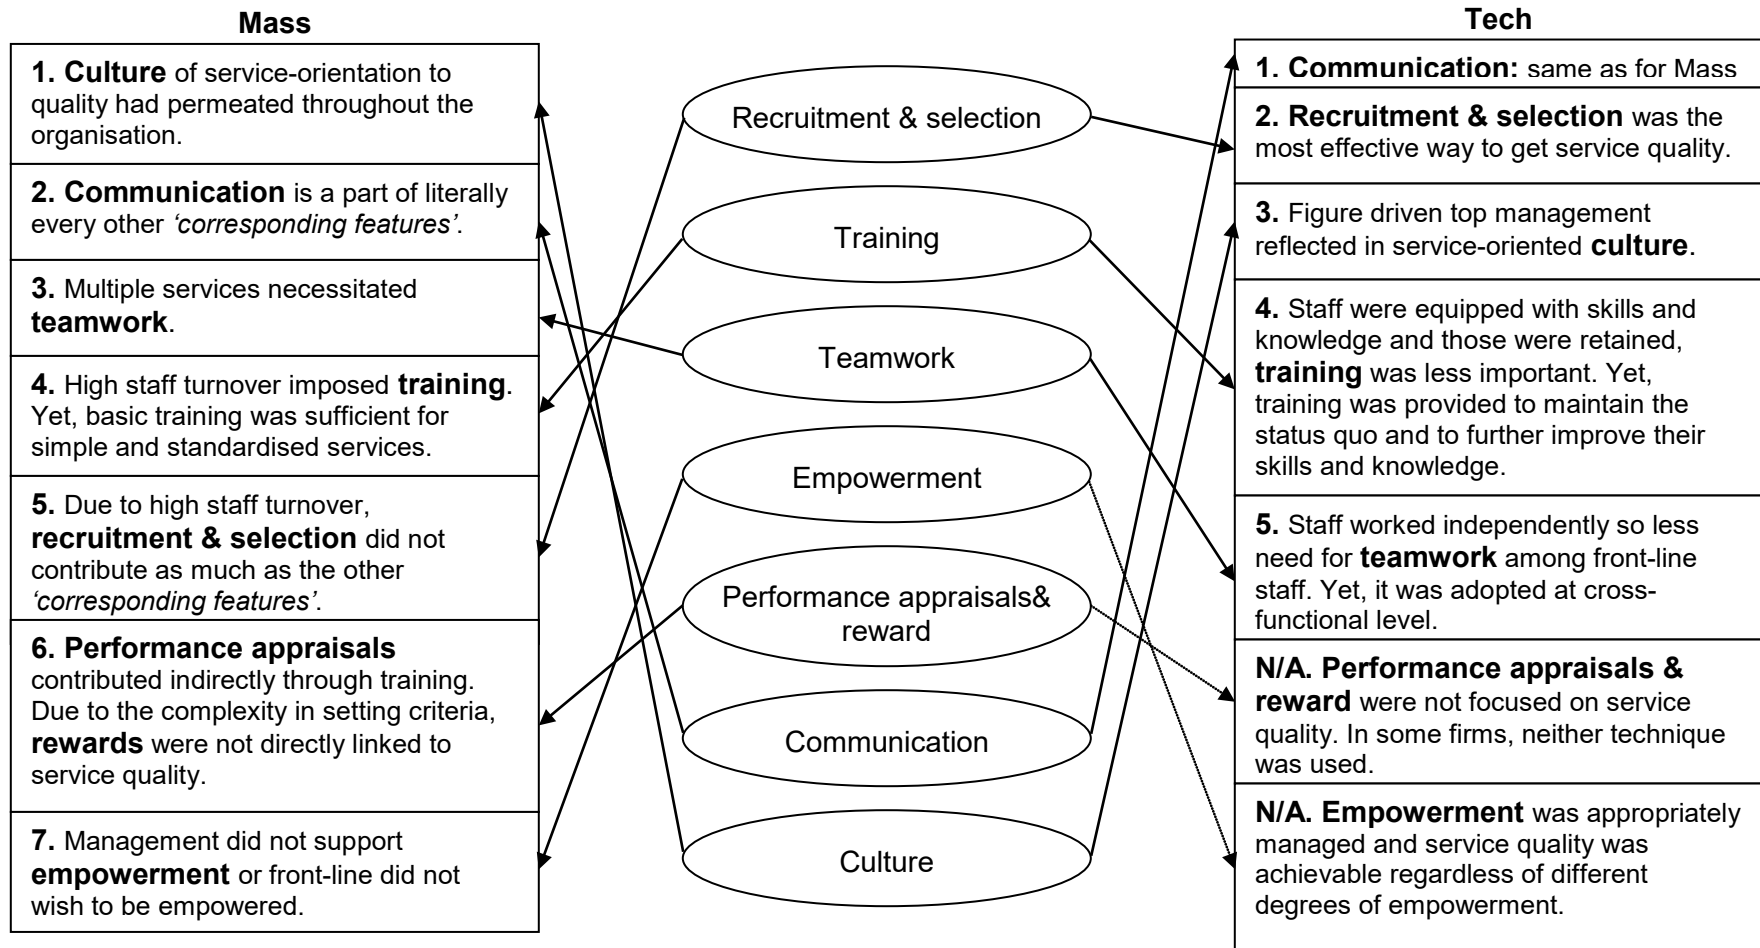 Mass
1. Culture of service-orientation to
quality had permeated throughout the
organisation.
2. Communication is a part of literally
every other ‘corresponding features’.
3. Multiple services necessitated
teamwork.
4. High staff turnover imposed training.
Yet, basic training was sufficient for
simple and standardised services.
5. Due to high staff turnover,
recruitment & selection did not
contribute as much as the other
‘corresponding features’.
6. Performance appraisals
contributed indirectly through training.
Due to the complexity in setting criteria,
rewards were not directly linked to
service quality.
7. Management did not support
empowerment or front-line did not
wish to be empowered.
Recruitment & selection
Training
Teamwork
Empowerment
Performance appraisals&
reward
Communication
Culture
Tech
1. Communication: same as for Mass
2. Recruitment & selection was the
most effective way to get service quality.
3. Figure driven top management
reflected in service-oriented culture.
4. Staff were equipped with skills and
knowledge and those were retained,
training was less important. Yet,
training was provided to maintain the
status quo and to further improve their
skills and knowledge.
5. Staff worked independently so less
need for teamwork among front-line
staff. Yet, it was adopted at cross-
functional level.
N/A. Performance appraisals &
reward were not focused on service
quality. In some firms, neither technique
was used.
N/A. Empowerment was appropriately
managed and service quality was
achievable regardless of different
degrees of empowerment.